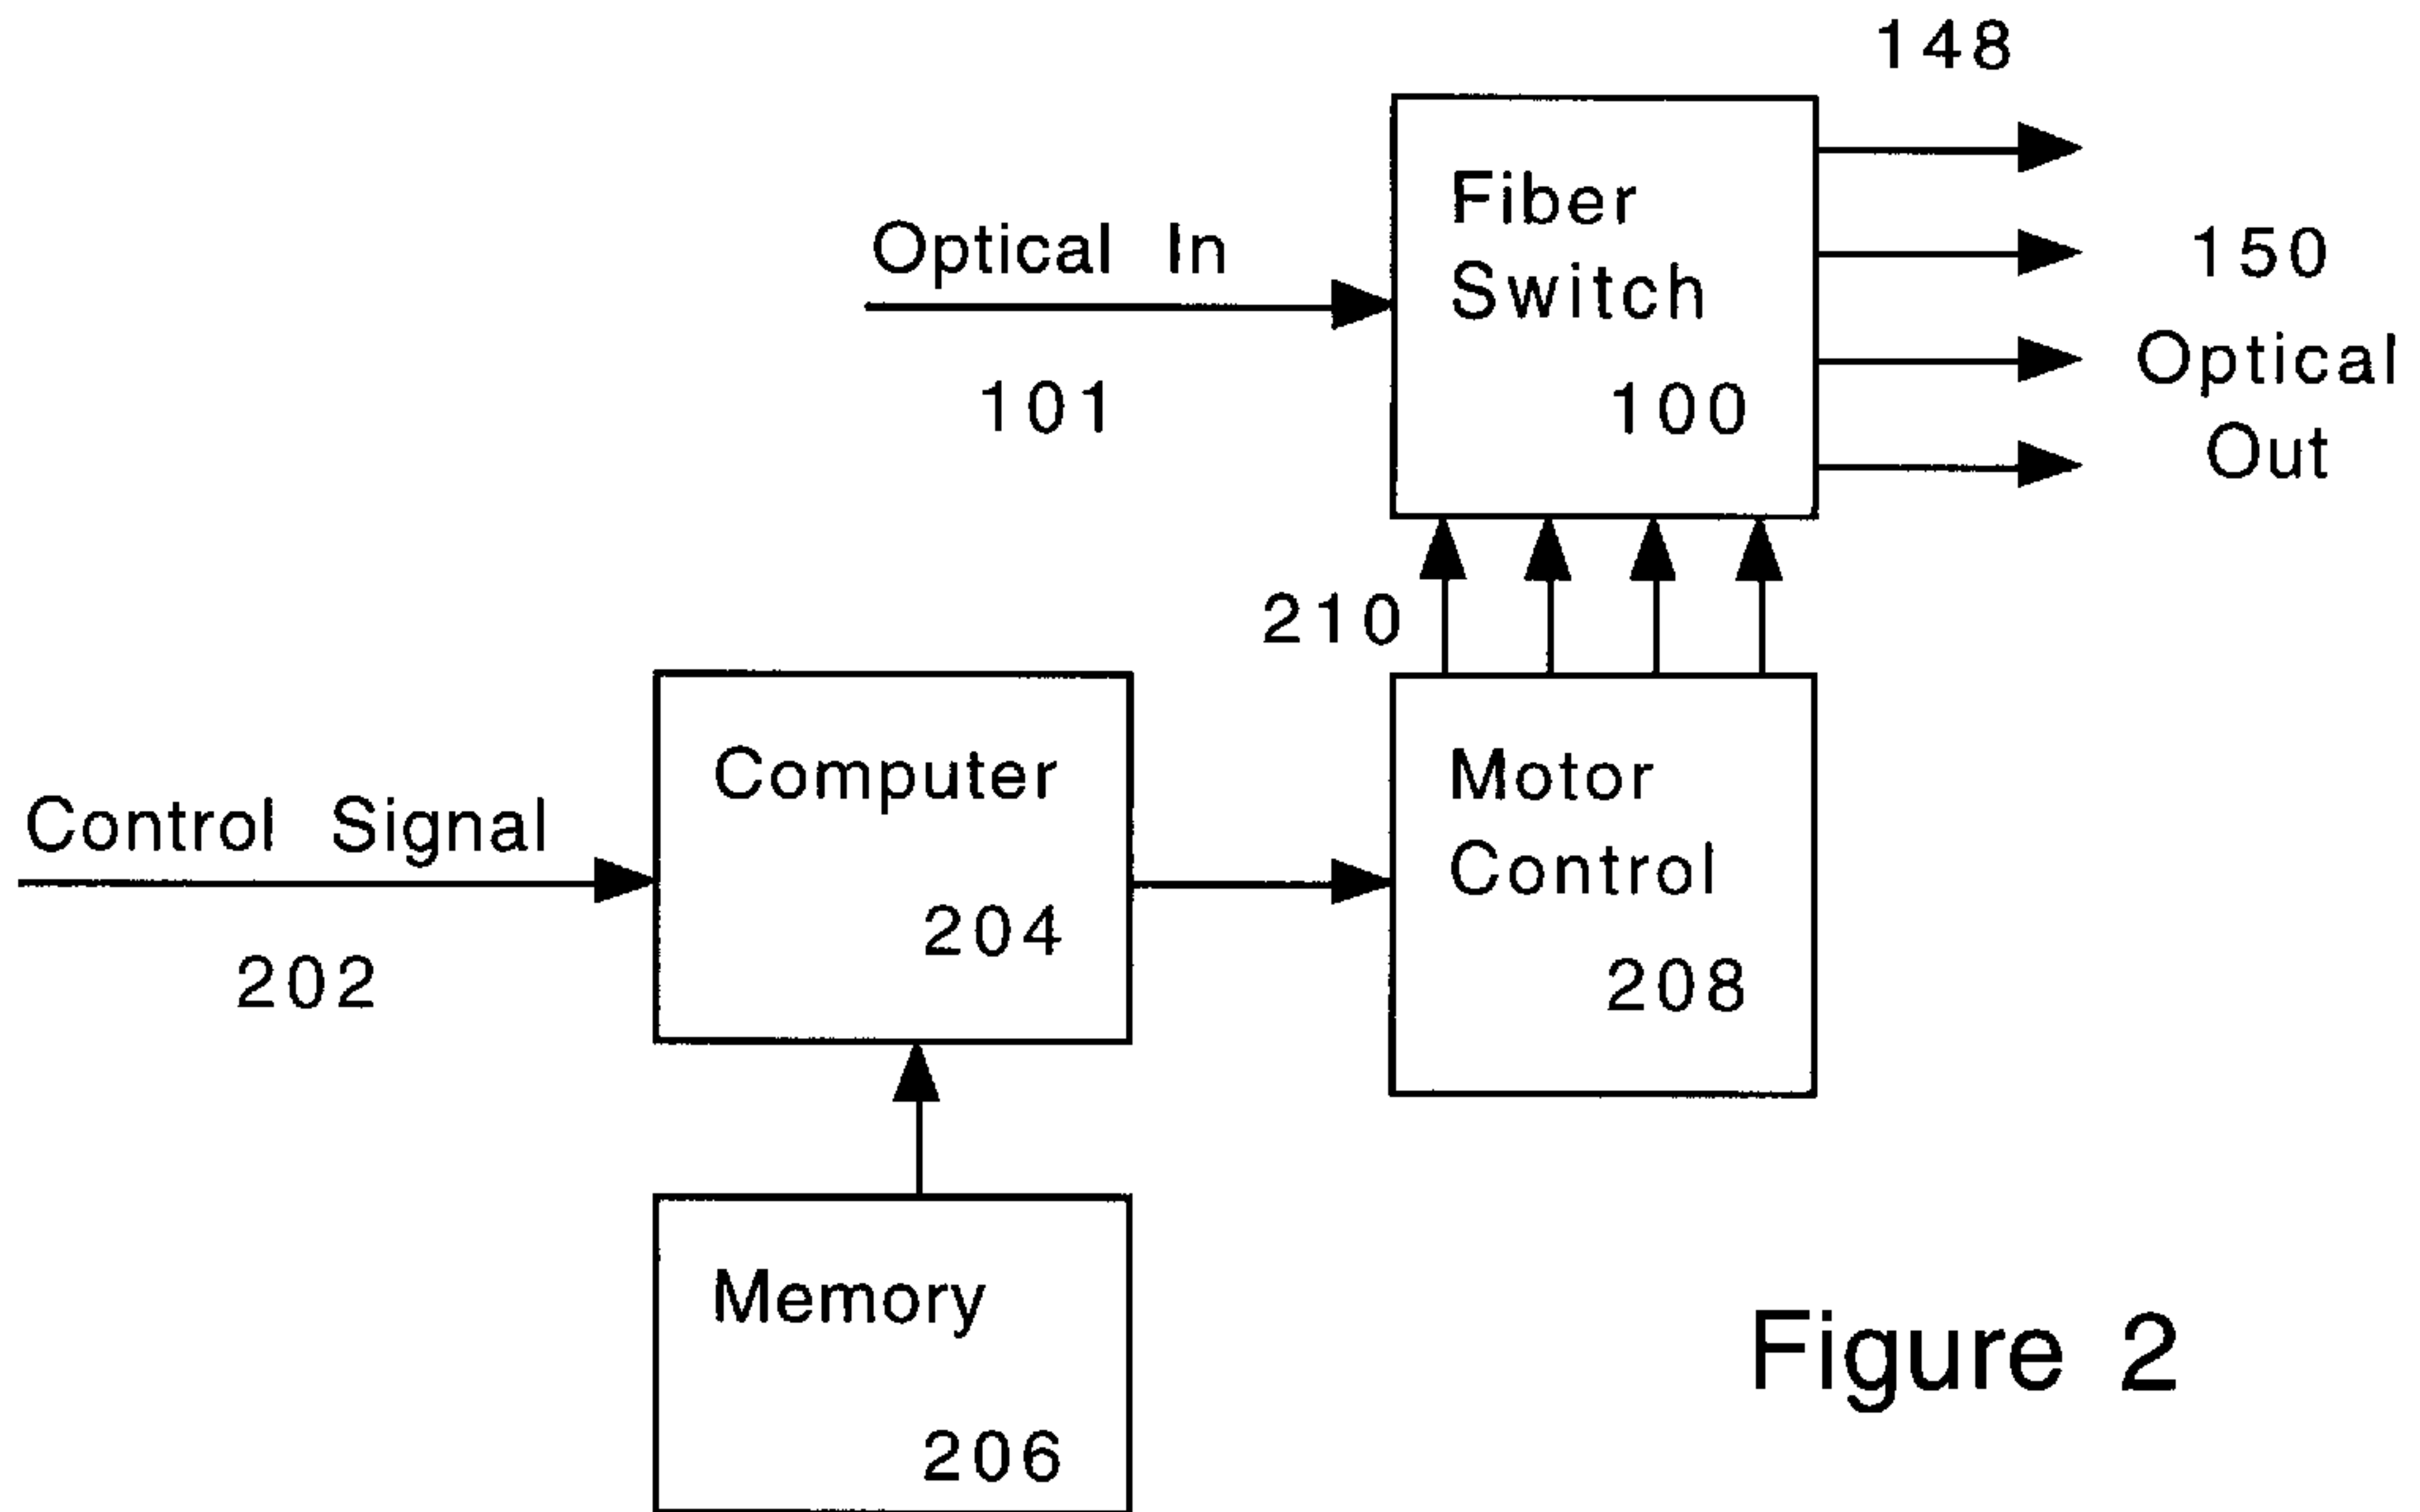 148
Fiber
Switch
100
Optical In
101
150
Optical
Out
210
Computer
204
Motor
Control
208
Control Signal
202
Memory
206
Figure 2